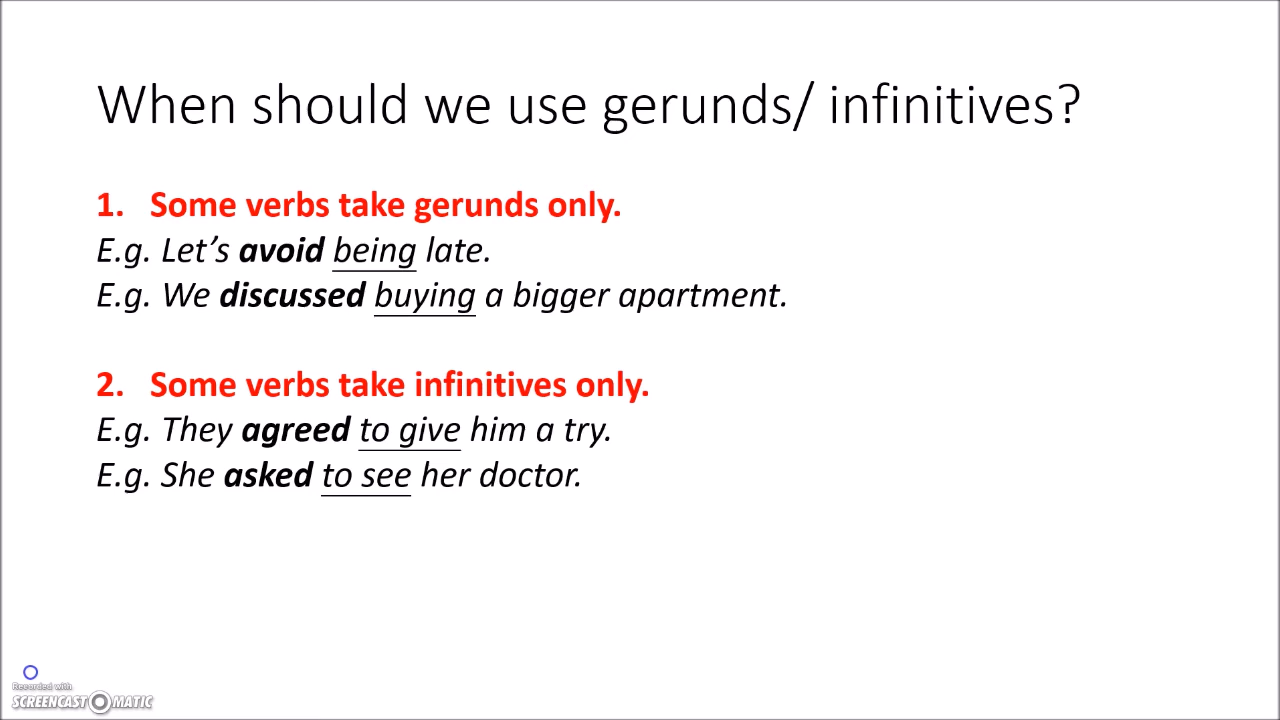 When should we use gerunds/ infinitives?
1. Some verbs take gerunds only.
E.g. Let’s avoid being late.
E.g. We discussed buying a bigger apartment.
2. Some verbs take infinitives only.
E.g. They agreed to give him a try.
E.g. She asked to see her doctor.
Recorded with
SCREENCAST MATIC